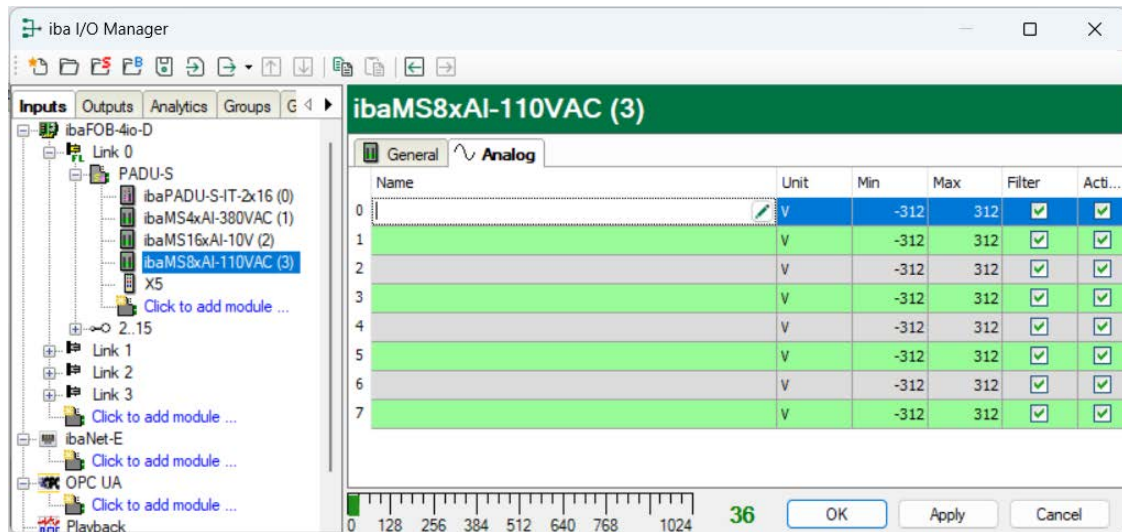 iba I/O Manager
Inputs Outputs Analytics Groups G
ibaFOB-4io-D
Link 0
PADU-S
ibaPADU-S-IT-2x16 (0)
ibaMS4xAI-380VAC (1)
ibaMS16xAI-10V (2)
ibaMS8xAI-110VAC (3)
X5
Click to add module ...
2..15
Link 1
Link 2
Link 3
Click to add module ...
ibaNet-E
Click to add module ...
OPC UA
Click to add module ...
Playback
ibaMS8xAI-110VAC (3)
General Analog
Name Unit Min Max Filter Acti...
0 V -312 312
1 V -312 312
2 V -312 312
3 V -312 312
4 V -312 312
5 V -312 312
6 V -312 312
7 V -312 312
0 128 256 384 512 640 768 1024
36
OK Apply Cancel